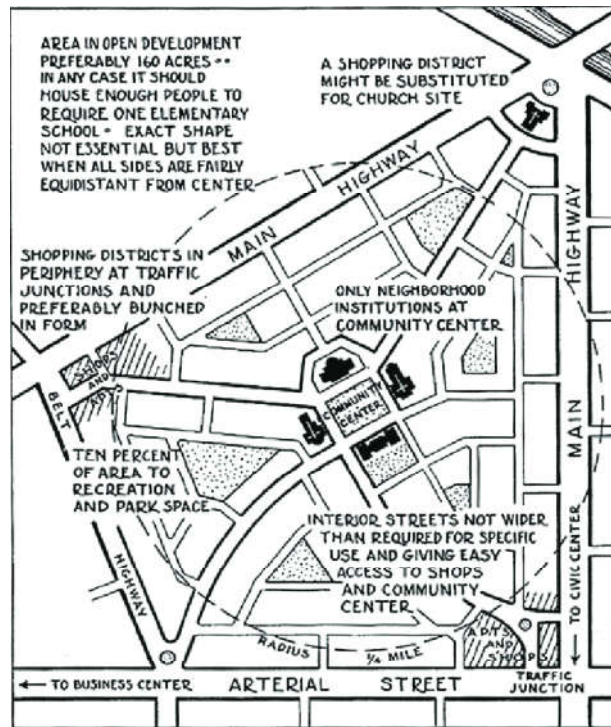 AREA IN OPEN DEVELOPMENT
PREFERABLY 160 ACRES --
IN ANY CASE IT SHOULD
HOUSE ENOUGH PEOPLE TO
REQUIRE ONE ELEMENTARY
SCHOOL - EXACT SHAPE
NOT ESSENTIAL BUT BEST
WHEN ALL SIDES ARE FAIRLY
EQUIDISTANT FROM CENTER
A SHOPPING DISTRICT
MIGHT BE SUBSTITUTED
FOR CHURCH SITE
MAIN HIGHWAY
HIGHWAY MAIN
SHOPPING DISTRICTS IN
PERIPHERY AT TRAFFIC
JUNCTIONS AND
PREFERABLY BUNCHED
IN FORM
ONLY NEIGHBORHOOD
INSTITUTIONS AT
COMMUNITY CENTER
SHOPS
AND
APTS
BELT HIGHWAY
COMMUNITY
CENTER
TEN PERCENT
OF AREA TO
RECREATION
AND PARK SPACE
INTERIOR STREETS NOT WIDER
THAN REQUIRED FOR SPECIFIC
USE AND GIVING EASY
ACCESS TO SHOPS
AND COMMUNITY
CENTER
→ TO CIVIC CENTER
RADIUS ¼ MILE
APTS
AND
SHOPS
TRAFFIC
JUNCTION
← TO BUSINESS CENTER
ARTERIAL STREET